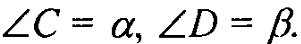 ∠C = α, ∠D = β.